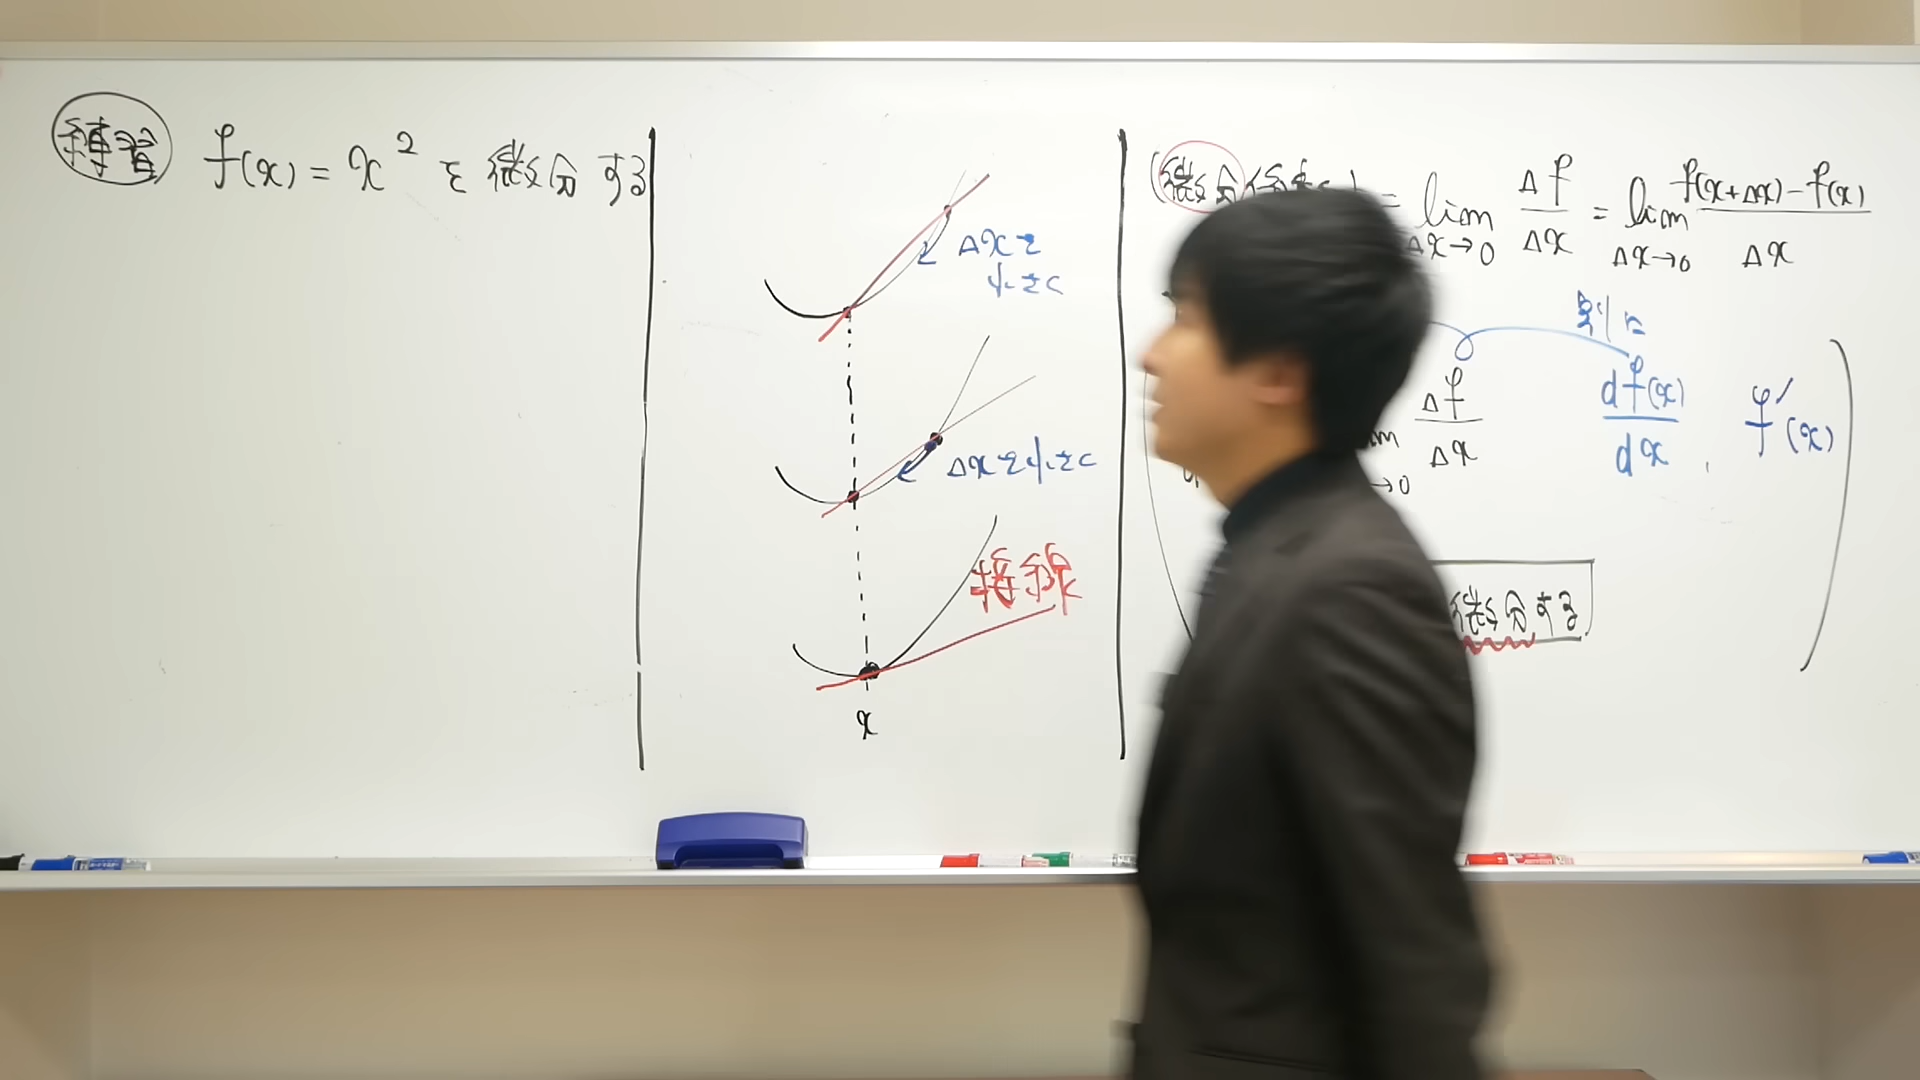 練習 f(x) = x² を微分する
Δxを
小さく
Δxを小さく
接線
x
(微分係数) = lim Δx→0 Δf/Δx = lim Δx→0 f(x+Δx)−f(x)/Δx
別に
Δf/Δx df(x)/dx , f′(x)
→0
微分する